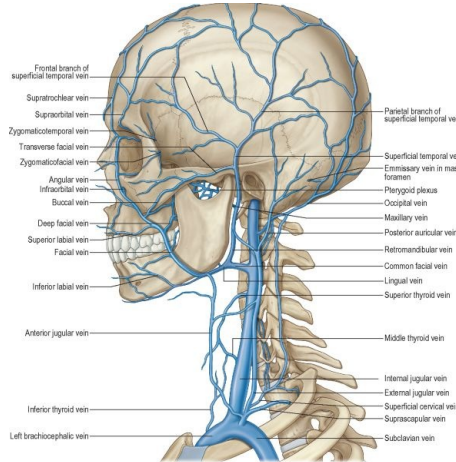 Frontal branch of
superficial temporal vein
Supratrochlear vein
Supraorbital vein
Zygomaticotemporal vein
Transverse facial vein
Zygomaticofacial vein
Angular vein
Infraorbital vein
Buccal vein
Deep facial vein
Superior labial vein
Facial vein
Inferior labial vein
Anterior jugular vein
Inferior thyroid vein
Left brachiocephalic vein
Parietal branch of
superficial temporal ve
Superficial temporal ve
Emmissary vein in mas
foramen
Pterygoid plexus
Occipital vein
Maxillary vein
Posterior auricular vein
Retromandibular vein
Common facial vein
Lingual vein
Superior thyroid vein
Middle thyroid vein
Internal jugular vein
External jugular vein
Superficial cervical vei
Suprascapular vein
Subclavian vein